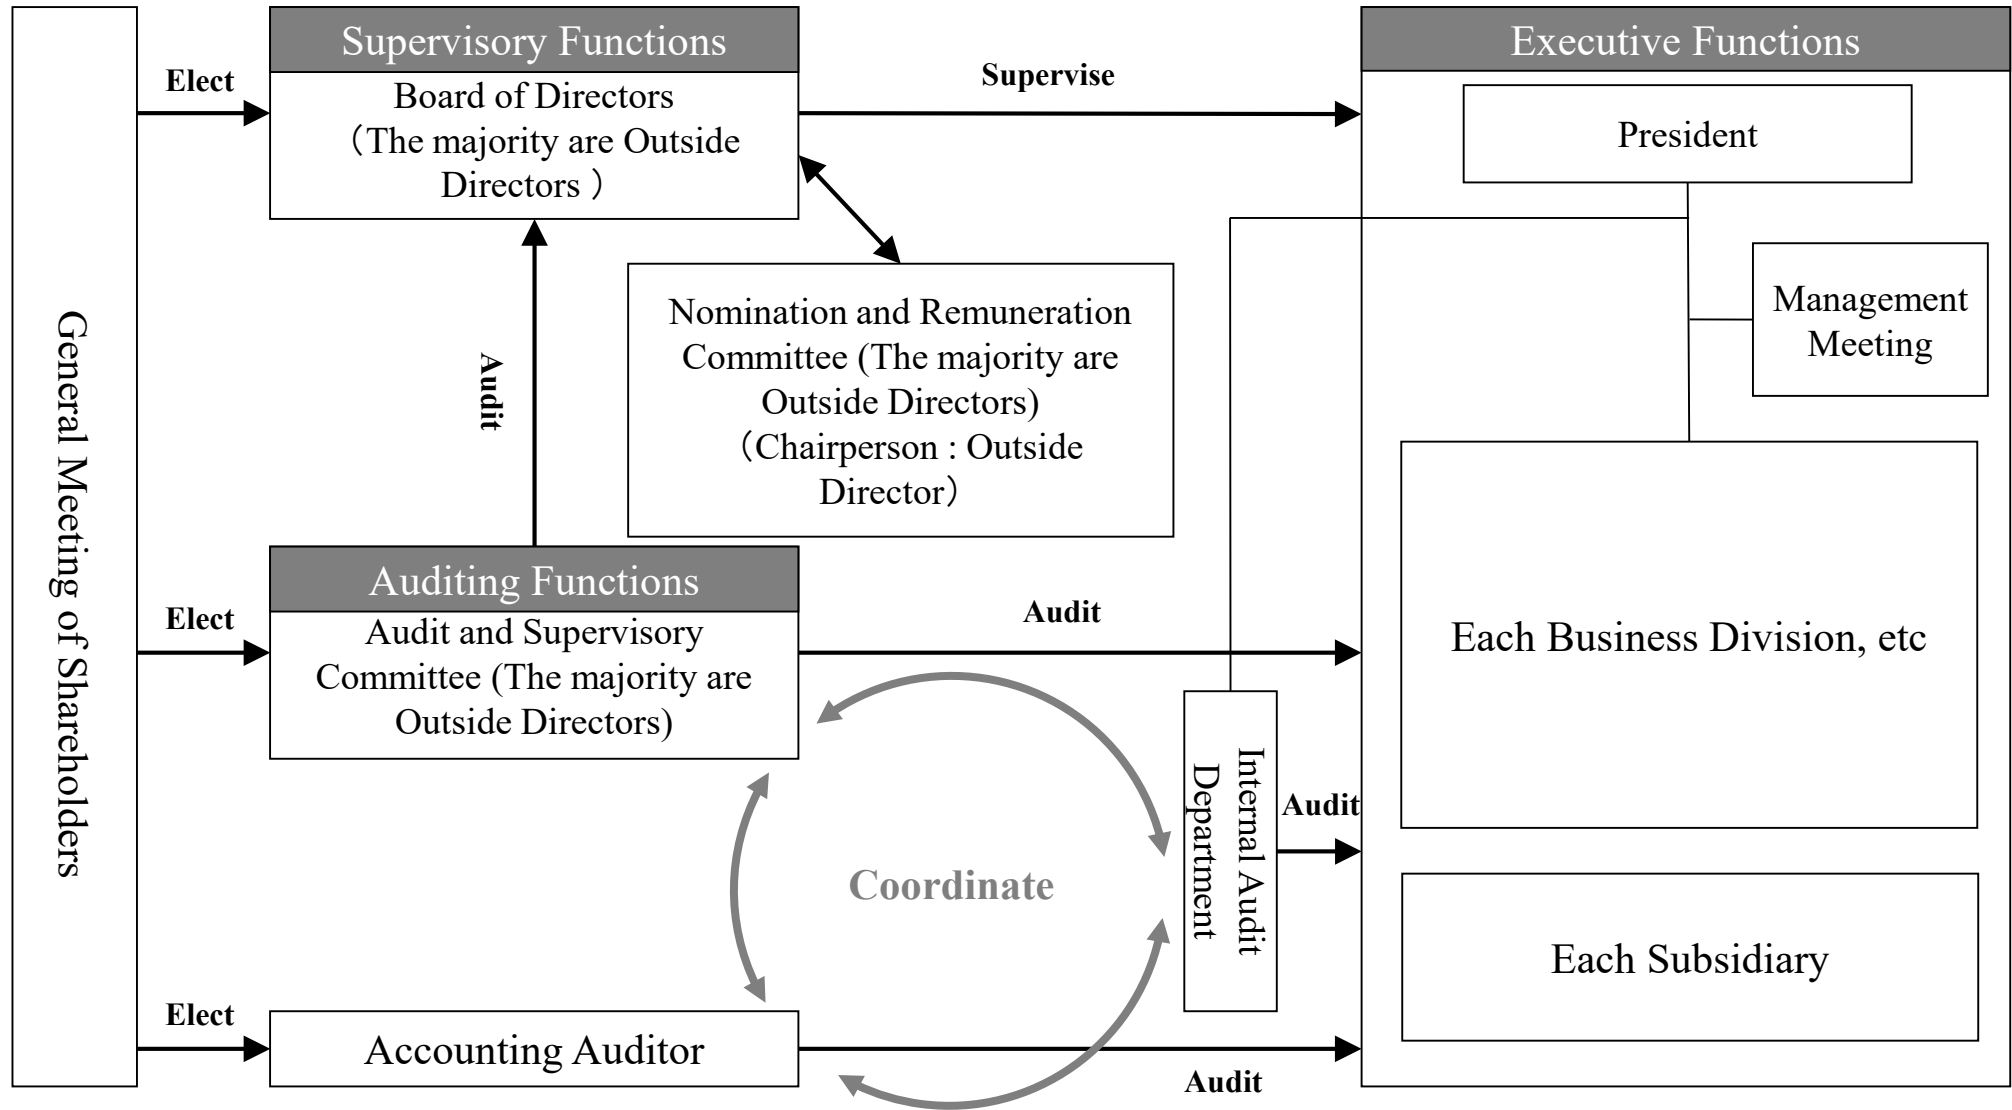 General Meeting of Shareholders
Elect
Supervisory Functions
Board of Directors
（The majority are Outside
Directors ）
Supervise
Executive Functions
President
Management
Meeting
Nomination and Remuneration
Committee (The majority are
Outside Directors)
（Chairperson : Outside
Director）
Audit
Elect
Auditing Functions
Audit and Supervisory
Committee (The majority are
Outside Directors)
Audit
Each Business Division, etc
Internal Audit
Department
Audit
Coordinate
Each Subsidiary
Elect
Accounting Auditor
Audit